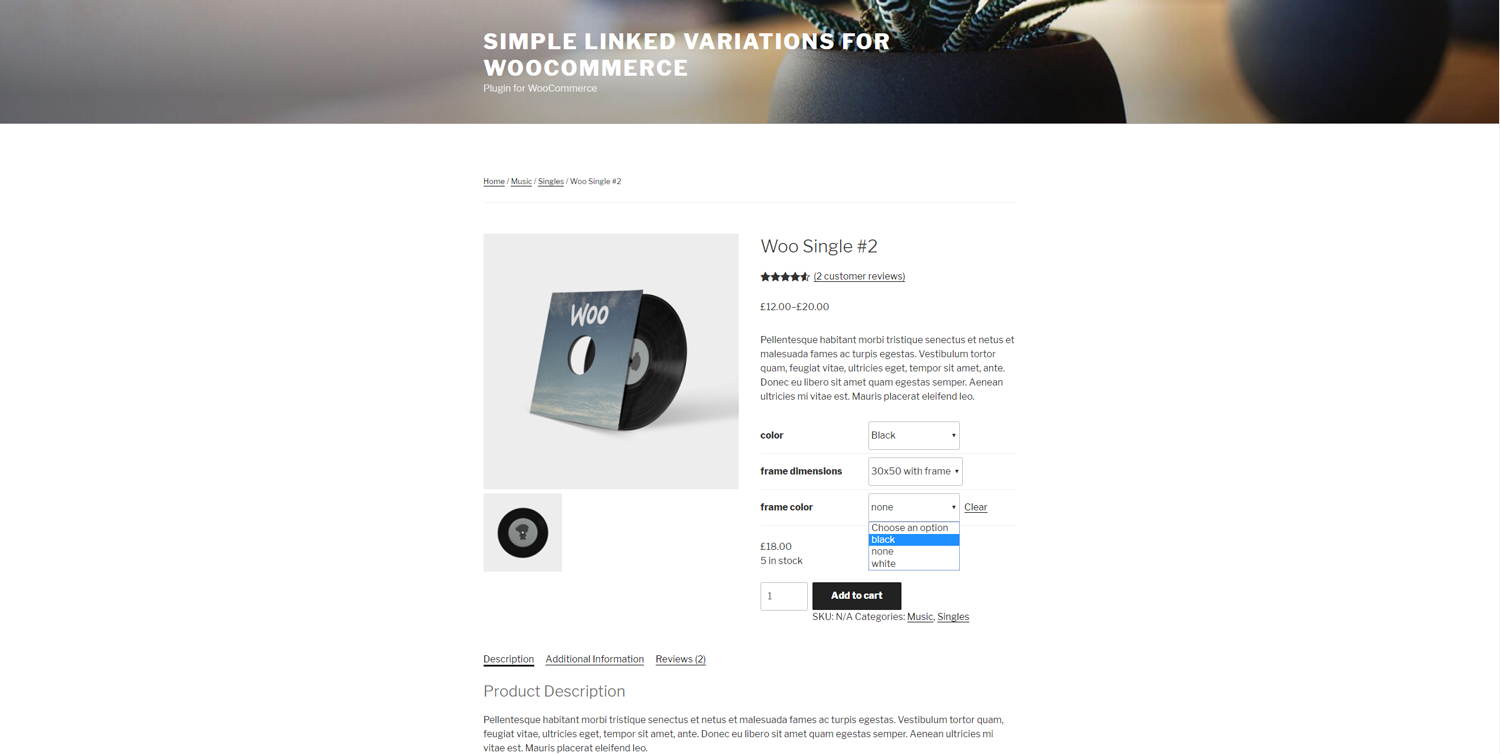 SIMPLE LINKED VARIATIONS FOR
WOOCOMMERCE
Plugin for WooCommerce
Home / Music / Singles / Woo Single #2
WOO
Woo Single #2
(2 customer reviews)
£12.00–£20.00
Pellentesque habitant morbi tristique senectus et netus et
malesuada fames ac turpis egestas. Vestibulum tortor
quam, feugiat vitae, ultricies eget, tempor sit amet, ante.
Donec eu libero sit amet quam egestas semper. Aenean
ultricies mi vitae est. Mauris placerat eleifend leo.
color Black
frame dimensions 30x50 with frame
frame color none Clear
Choose an option
black
none
white
£18.00
5 in stock
1 Add to cart
SKU: N/A Categories: Music, Singles
Description Additional Information Reviews (2)
Product Description
Pellentesque habitant morbi tristique senectus et netus et malesuada fames ac turpis egestas. Vestibulum tortor quam,
feugiat vitae, ultricies eget, tempor sit amet, ante. Donec eu libero sit amet quam egestas semper. Aenean ultricies mi
vitae est. Mauris placerat eleifend leo.